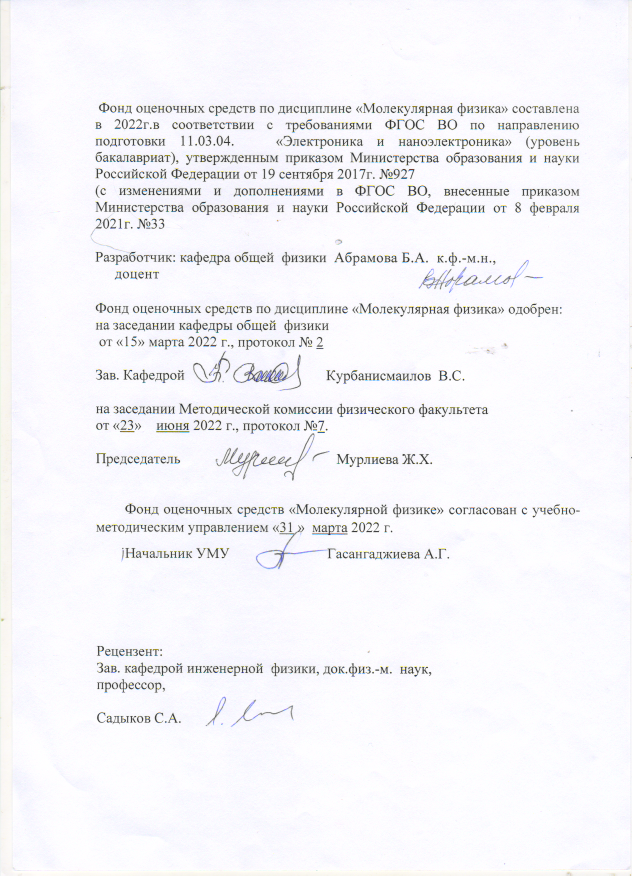 Фонд оценочных средств по дисциплине «Молекулярная физика» составлена
в 2022г.в соответствии с требованиями ФГОС ВО по направлению
подготовки 11.03.04. «Электроника и наноэлектроника» (уровень
бакалавриат), утвержденным приказом Министерства образования и науки
Российской Федерации от 19 сентября 2017г. №927
(с изменениями и дополнениями в ФГОС ВО, внесенные приказом
Министерства образования и науки Российской Федерации от 8 февраля
2021г. №33
Разработчик: кафедра общей физики Абрамова Б.А. к.ф.-м.н.,
доцент
Фонд оценочных средств по дисциплине «Молекулярная физика» одобрен:
на заседании кафедры общей физики
от «15» марта 2022 г., протокол № 2
Зав. Кафедрой Курбанисмаилов В.С.
на заседании Методической комиссии физического факультета
от «23» июня 2022 г., протокол №7.
Председатель Мурлиева Ж.Х.
Фонд оценочных средств «Молекулярной физике» согласован с учебно-
методическим управлением «31 » марта 2022 г.
Начальник УМУ Гасангаджиева А.Г.
Рецензент:
Зав. кафедрой инженерной физики, док.физ.-м. наук,
профессор,
Садыков С.А.